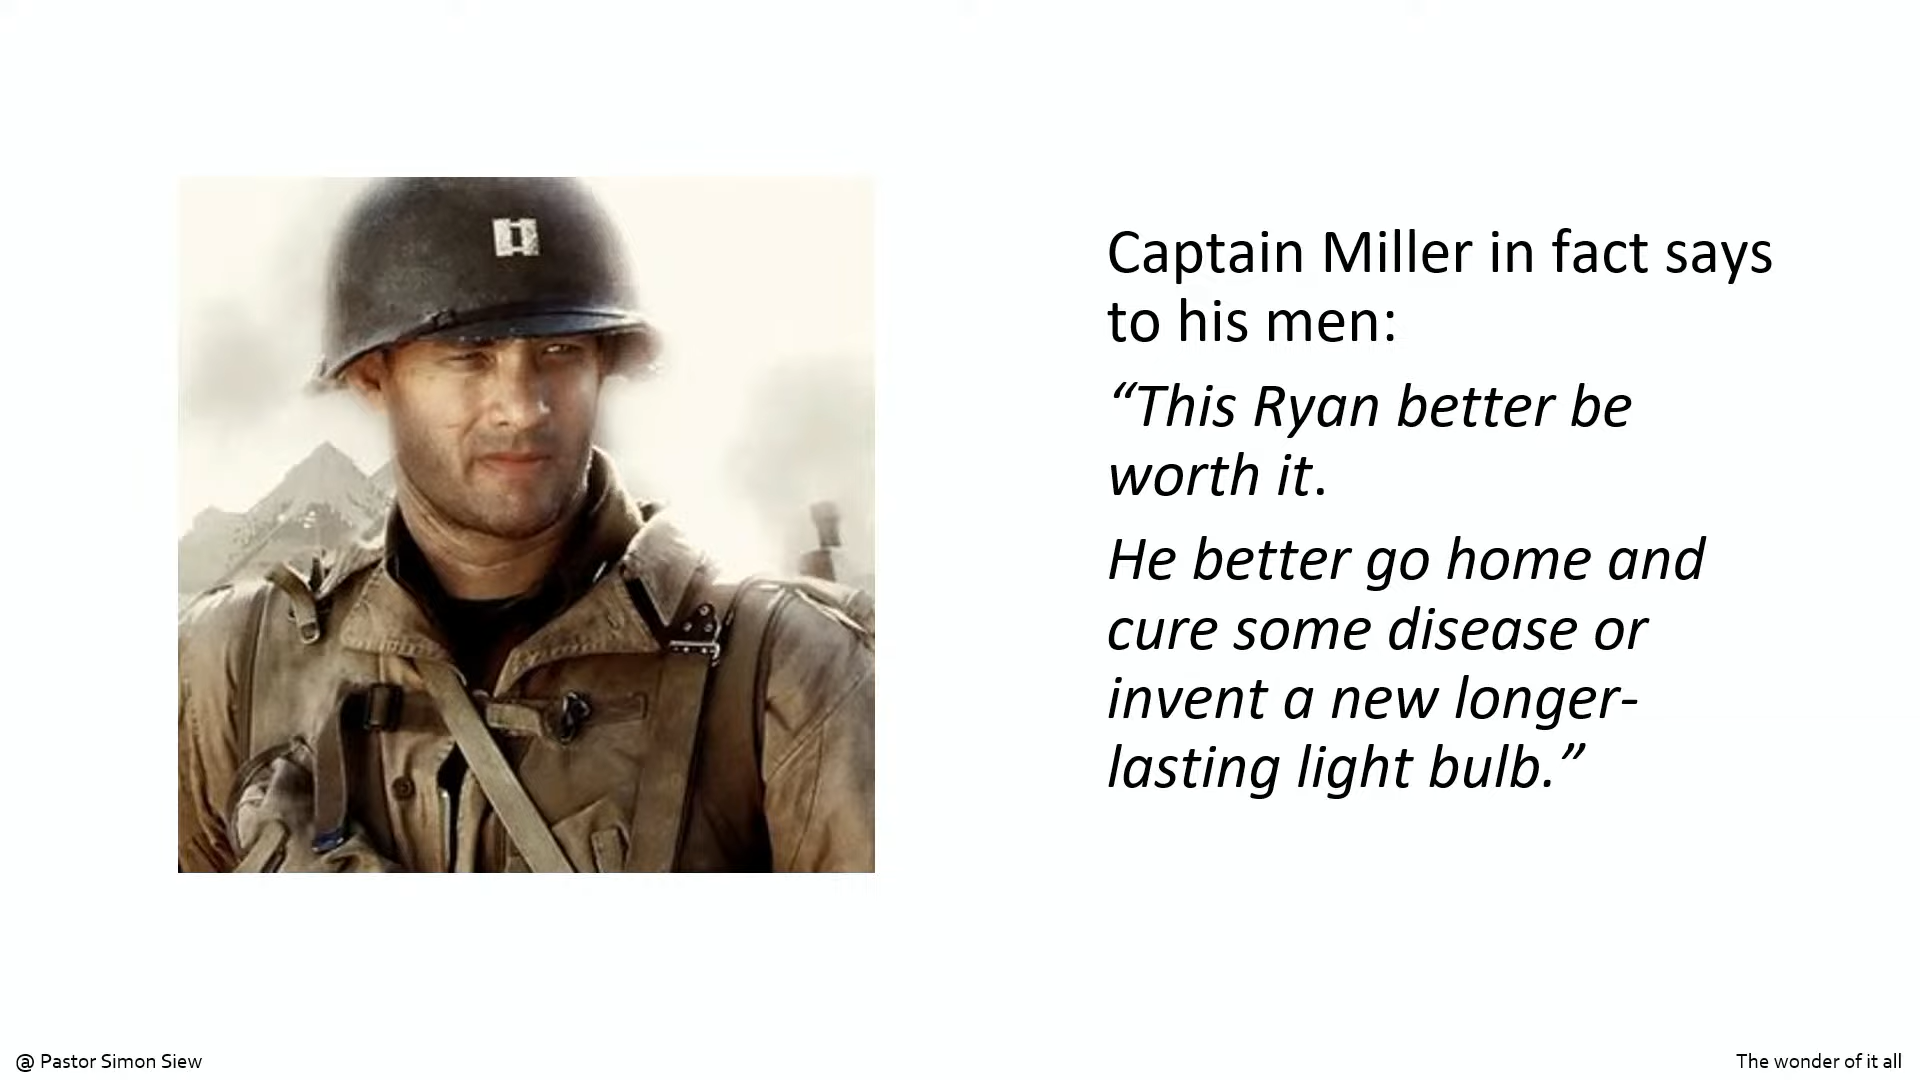 Captain Miller in fact says
to his men:
“This Ryan better be
worth it.
He better go home and
cure some disease or
invent a new longer-
lasting light bulb.”
@ Pastor Simon Siew
The wonder of it all